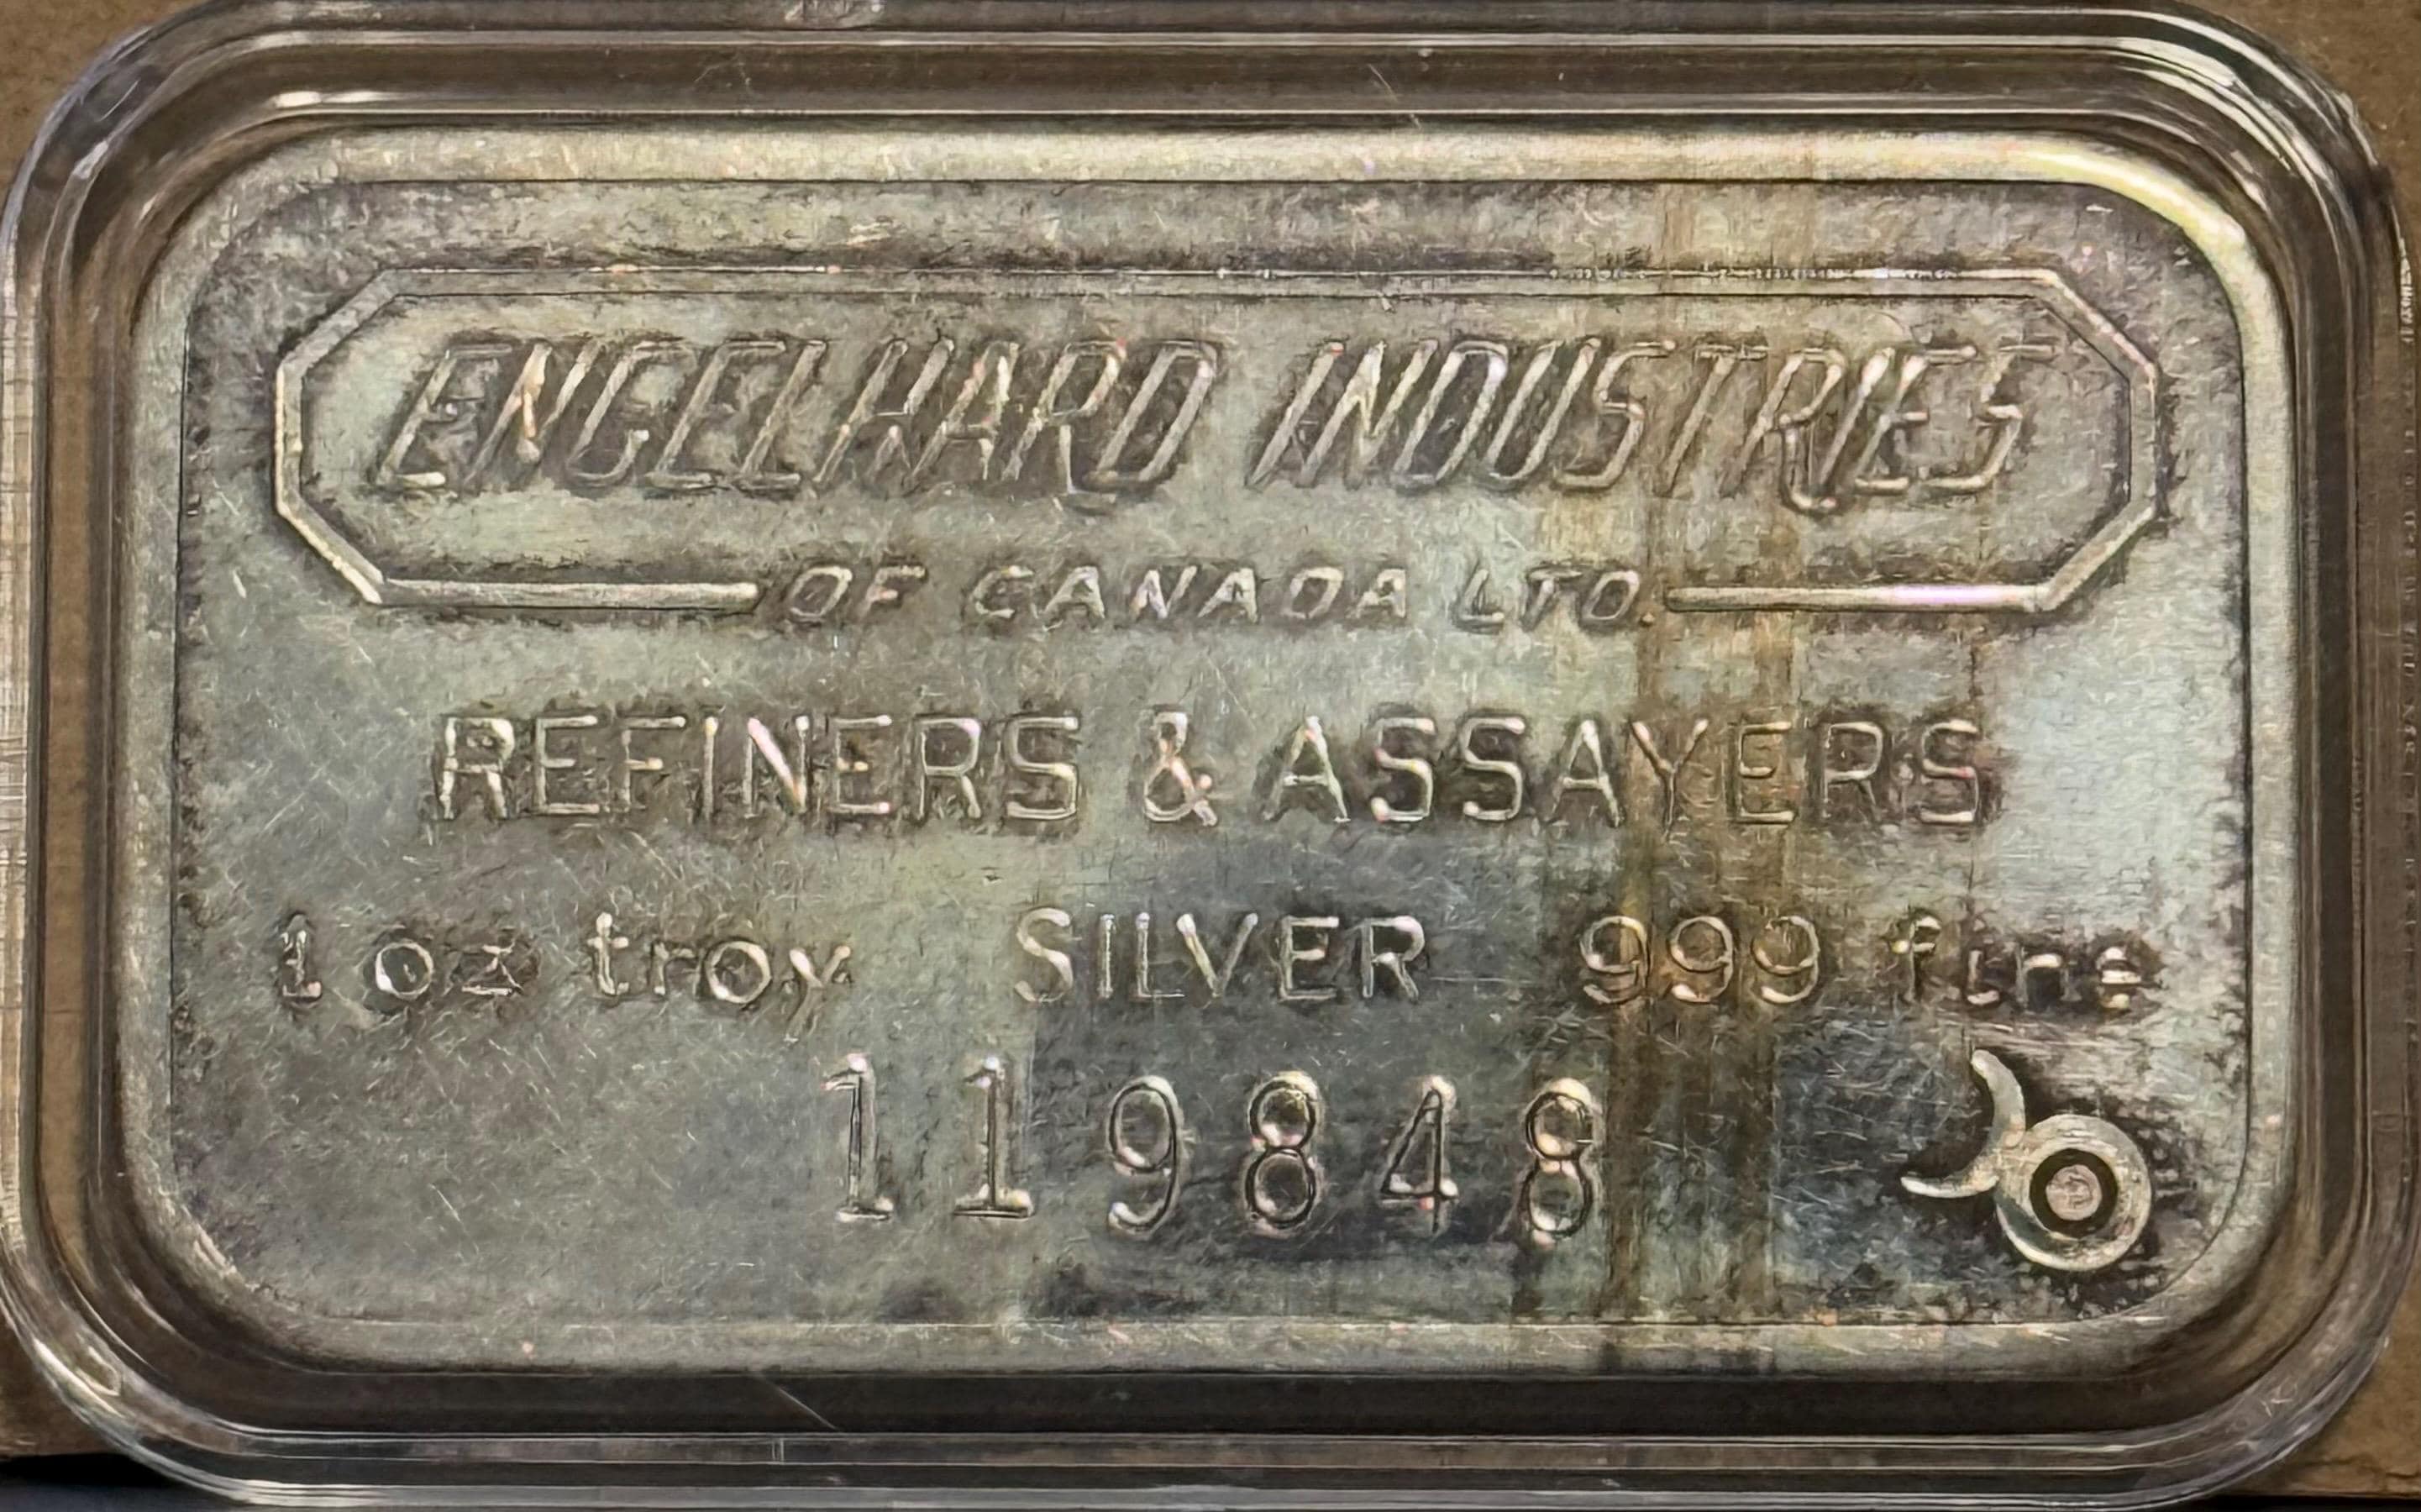 ENGELHARD INDUSTRIES
OF CANADA LTD.
REFINERS & ASSAYERS
1 oz troy SILVER 999 fine
119848